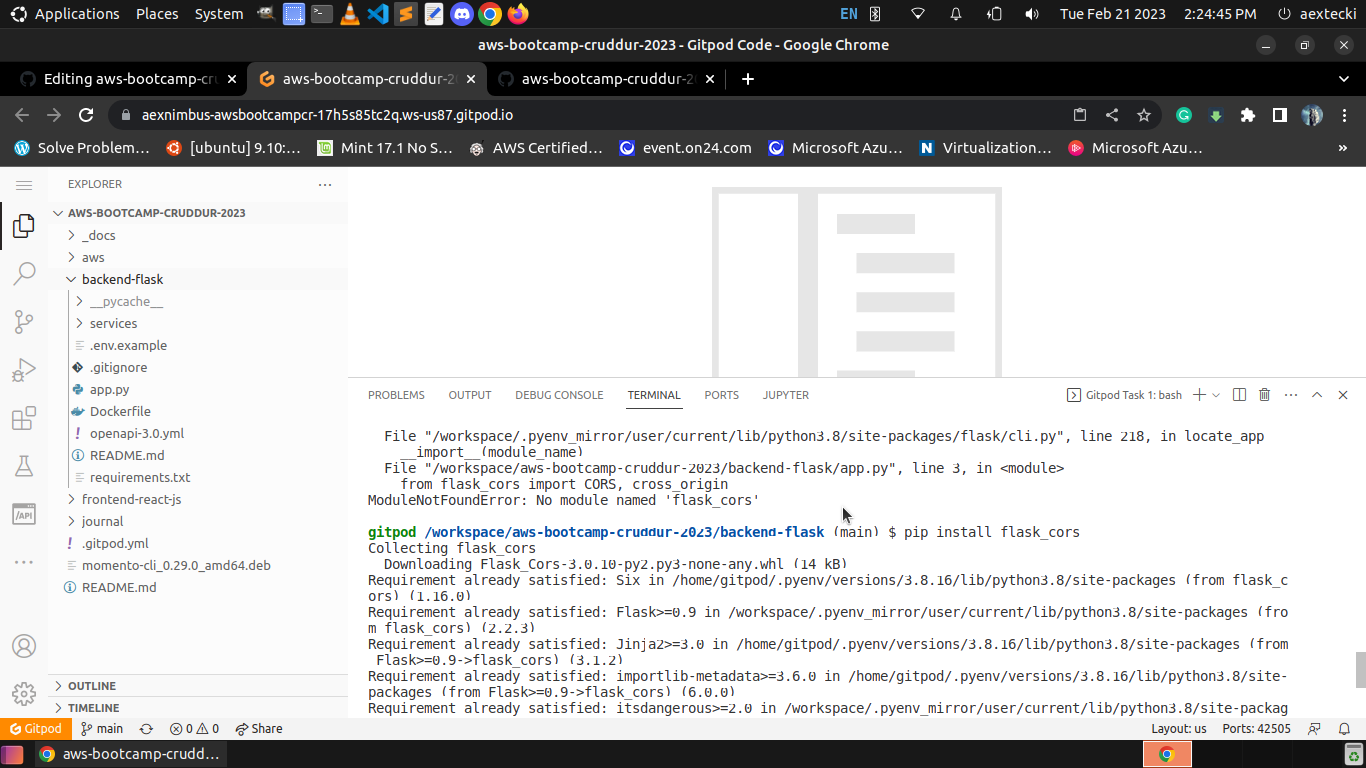 Applications Places System EN Tue Feb 21 2023 2:24:45 PM aextecki
aws-bootcamp-cruddur-2023 - Gitpod Code - Google Chrome
Editing aws-bootcamp-cr aws-bootcamp-cruddur-2 aws-bootcamp-cruddur-2
aexnimbus-awsbootcampcr-17h5s85tc2q.ws-us87.gitpod.io
Solve Problem… [ubuntu] 9.10:… Mint 17.1 No S… AWS Certified… event.on24.com Microsoft Azu… Virtualization… Microsoft Azu… »
EXPLORER
AWS-BOOTCAMP-CRUDDUR-2023
_docs
aws
backend-flask
__pycache__
services
.env.example
.gitignore
app.py
Dockerfile
openapi-3.0.yml
README.md
requirements.txt
frontend-react-js
journal
.gitpod.yml
momento-cli_0.29.0_amd64.deb
README.md
OUTLINE
TIMELINE
PROBLEMS OUTPUT DEBUG CONSOLE TERMINAL PORTS JUPYTER Gitpod Task 1: bash
File "/workspace/.pyenv_mirror/user/current/lib/python3.8/site-packages/flask/cli.py", line 218, in locate_app
__import__(module_name)
File "/workspace/aws-bootcamp-cruddur-2023/backend-flask/app.py", line 3, in <module>
from flask_cors import CORS, cross_origin
ModuleNotFoundError: No module named 'flask_cors'
gitpod /workspace/aws-bootcamp-cruddur-2023/backend-flask (main) $ pip install flask_cors
Collecting flask_cors
Downloading Flask_Cors-3.0.10-py2.py3-none-any.whl (14 kB)
Requirement already satisfied: Six in /home/gitpod/.pyenv/versions/3.8.16/lib/python3.8/site-packages (from flask_c
ors) (1.16.0)
Requirement already satisfied: Flask>=0.9 in /workspace/.pyenv_mirror/user/current/lib/python3.8/site-packages (fro
m flask_cors) (2.2.3)
Requirement already satisfied: Jinja2>=3.0 in /home/gitpod/.pyenv/versions/3.8.16/lib/python3.8/site-packages (from
Flask>=0.9->flask_cors) (3.1.2)
Requirement already satisfied: importlib-metadata>=3.6.0 in /home/gitpod/.pyenv/versions/3.8.16/lib/python3.8/site-
packages (from Flask>=0.9->flask_cors) (6.0.0)
Requirement already satisfied: itsdangerous>=2.0 in /workspace/.pyenv_mirror/user/current/lib/python3.8/site-packag
Gitpod main 0 0 Share Layout: us Ports: 42505
aws-bootcamp-crudd…